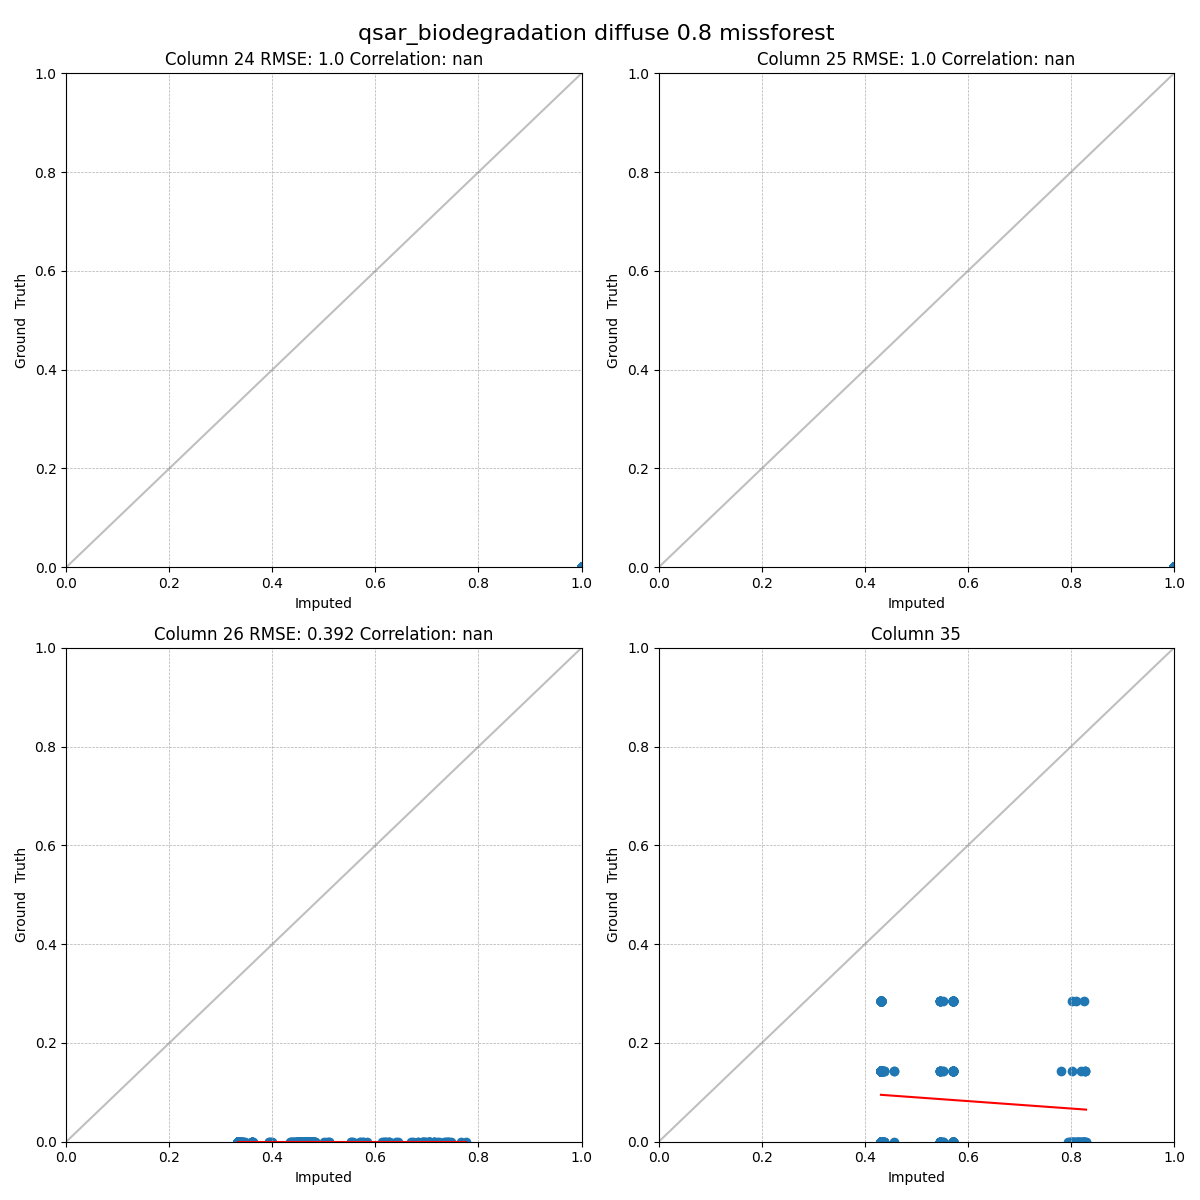 qsar_biodegradation diffuse 0.8 missforest
Column 24 RMSE: 1.0 Correlation: nan
1.0
0.8
0.6
0.4
0.2
0.0
Ground Truth
0.0 0.2 0.4 0.6 0.8 1.0
Imputed
Column 25 RMSE: 1.0 Correlation: nan
1.0
0.8
0.6
0.4
0.2
0.0
Ground Truth
0.0 0.2 0.4 0.6 0.8 1.0
Imputed
Column 26 RMSE: 0.392 Correlation: nan
1.0
0.8
0.6
0.4
0.2
0.0
Ground Truth
0.0 0.2 0.4 0.6 0.8 1.0
Imputed
Column 35
1.0
0.8
0.6
0.4
0.2
0.0
Ground Truth
0.0 0.2 0.4 0.6 0.8 1.0
Imputed